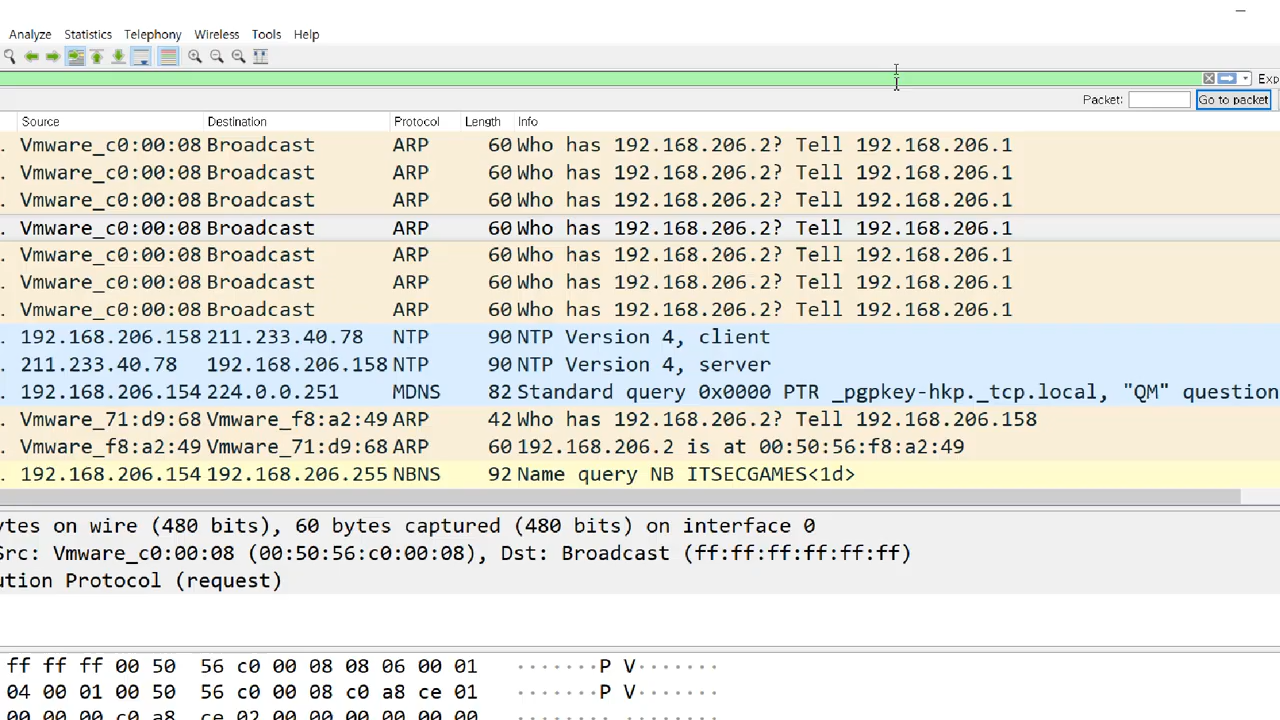 Analyze Statistics Telephony Wireless Tools Help
Exp
Packet: Go to packet
Source Destination Protocol Length Info
. Vmware_c0:00:08 Broadcast ARP 60 Who has 192.168.206.2? Tell 192.168.206.1
. Vmware_c0:00:08 Broadcast ARP 60 Who has 192.168.206.2? Tell 192.168.206.1
. Vmware_c0:00:08 Broadcast ARP 60 Who has 192.168.206.2? Tell 192.168.206.1
. Vmware_c0:00:08 Broadcast ARP 60 Who has 192.168.206.2? Tell 192.168.206.1
. Vmware_c0:00:08 Broadcast ARP 60 Who has 192.168.206.2? Tell 192.168.206.1
. Vmware_c0:00:08 Broadcast ARP 60 Who has 192.168.206.2? Tell 192.168.206.1
. Vmware_c0:00:08 Broadcast ARP 60 Who has 192.168.206.2? Tell 192.168.206.1
. 192.168.206.158 211.233.40.78 NTP 90 NTP Version 4, client
. 211.233.40.78 192.168.206.158 NTP 90 NTP Version 4, server
. 192.168.206.154 224.0.0.251 MDNS 82 Standard query 0x0000 PTR _pgpkey-hkp._tcp.local, "QM" question
. Vmware_71:d9:68 Vmware_f8:a2:49 ARP 42 Who has 192.168.206.2? Tell 192.168.206.158
. Vmware_f8:a2:49 Vmware_71:d9:68 ARP 60 192.168.206.2 is at 00:50:56:f8:a2:49
. 192.168.206.154 192.168.206.255 NBNS 92 Name query NB ITSECGAMES<1d>
ytes on wire (480 bits), 60 bytes captured (480 bits) on interface 0
Src: Vmware_c0:00:08 (00:50:56:c0:00:08), Dst: Broadcast (ff:ff:ff:ff:ff:ff)
ution Protocol (request)
ff ff ff 00 50 56 c0 00 08 08 06 00 01 ·······P V·······
04 00 01 00 50 56 c0 00 08 c0 a8 ce 01 ·······P V·······
00 00 00 c0 a8 ce 02 00 00 00 00 00 00 ········ ········